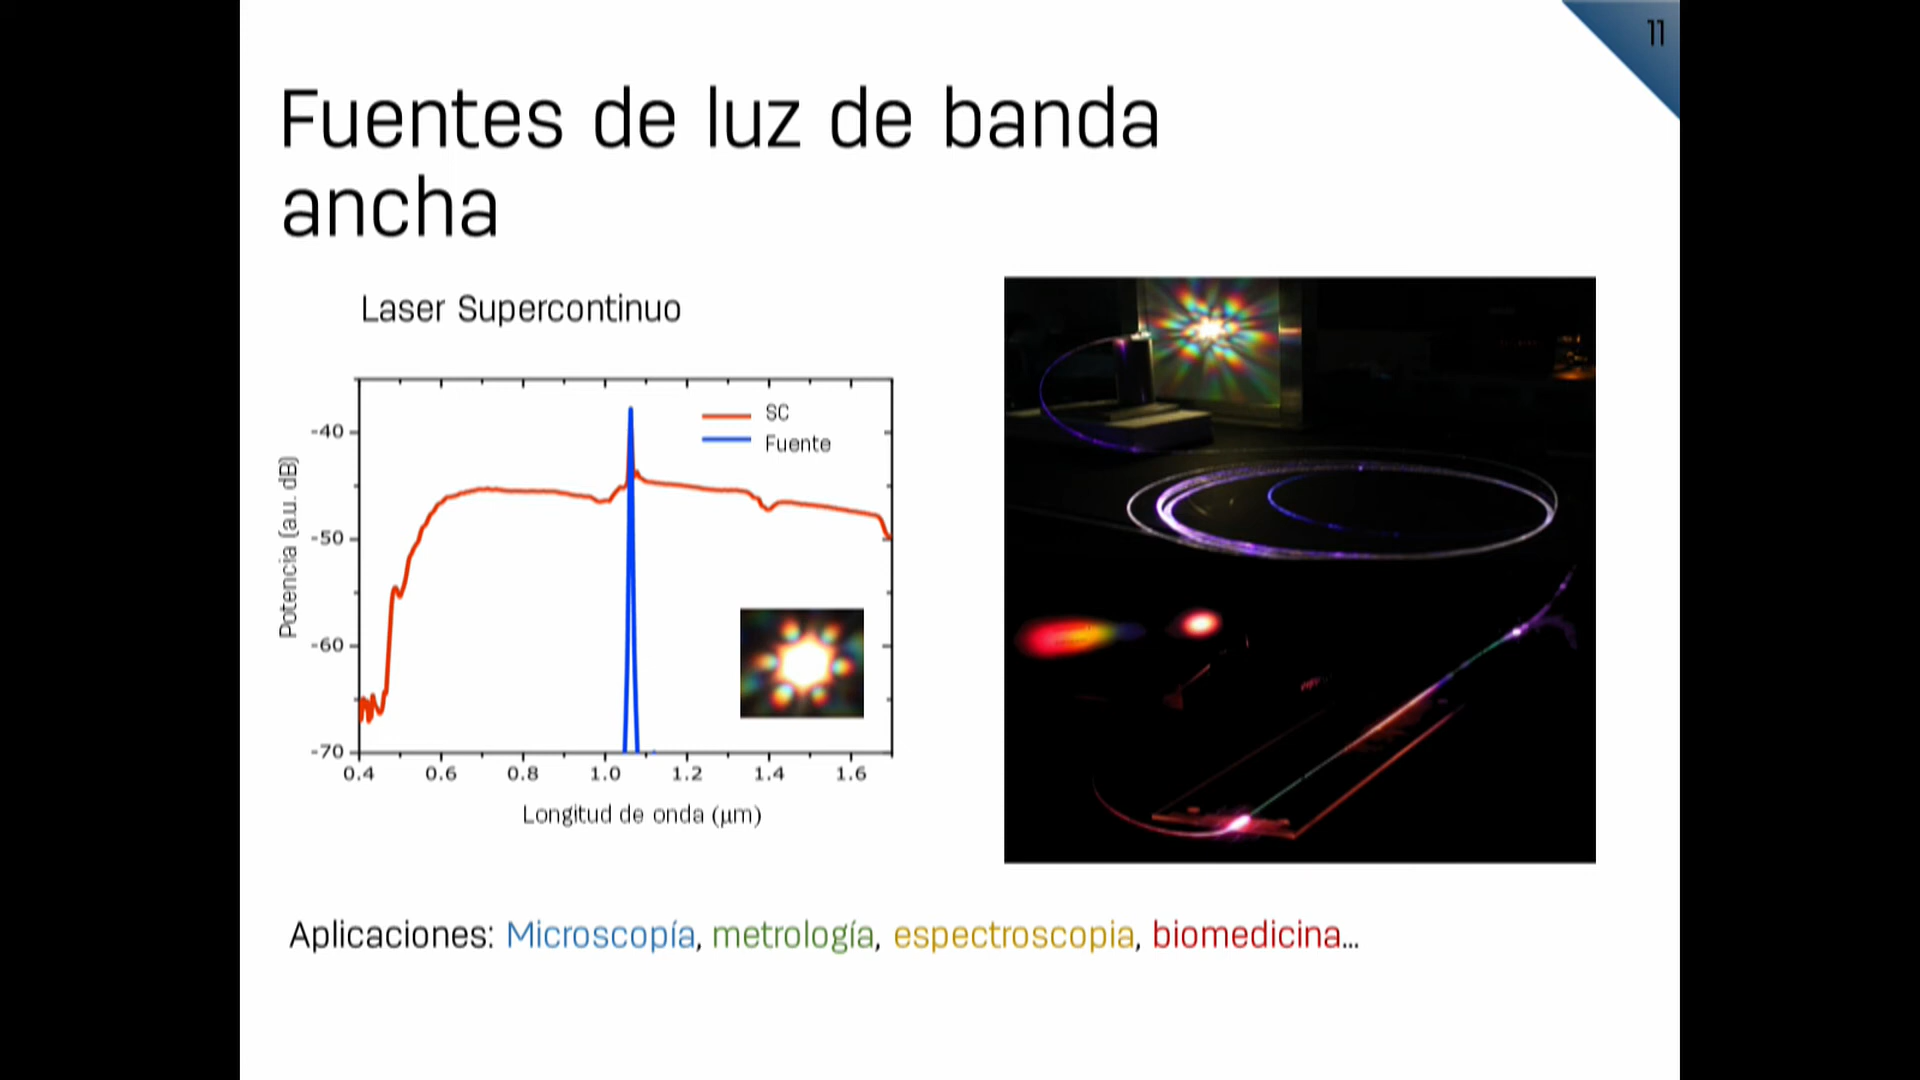 11
Fuentes de luz de banda
ancha
Laser Supercontinuo
SC
Fuente
Potencia (a.u. dB)
-40
-50
-60
-70
0.4 0.6 0.8 1.0 1.2 1.4 1.6
Longitud de onda (μm)
Aplicaciones: Microscopía, metrología, espectroscopia, biomedicina...